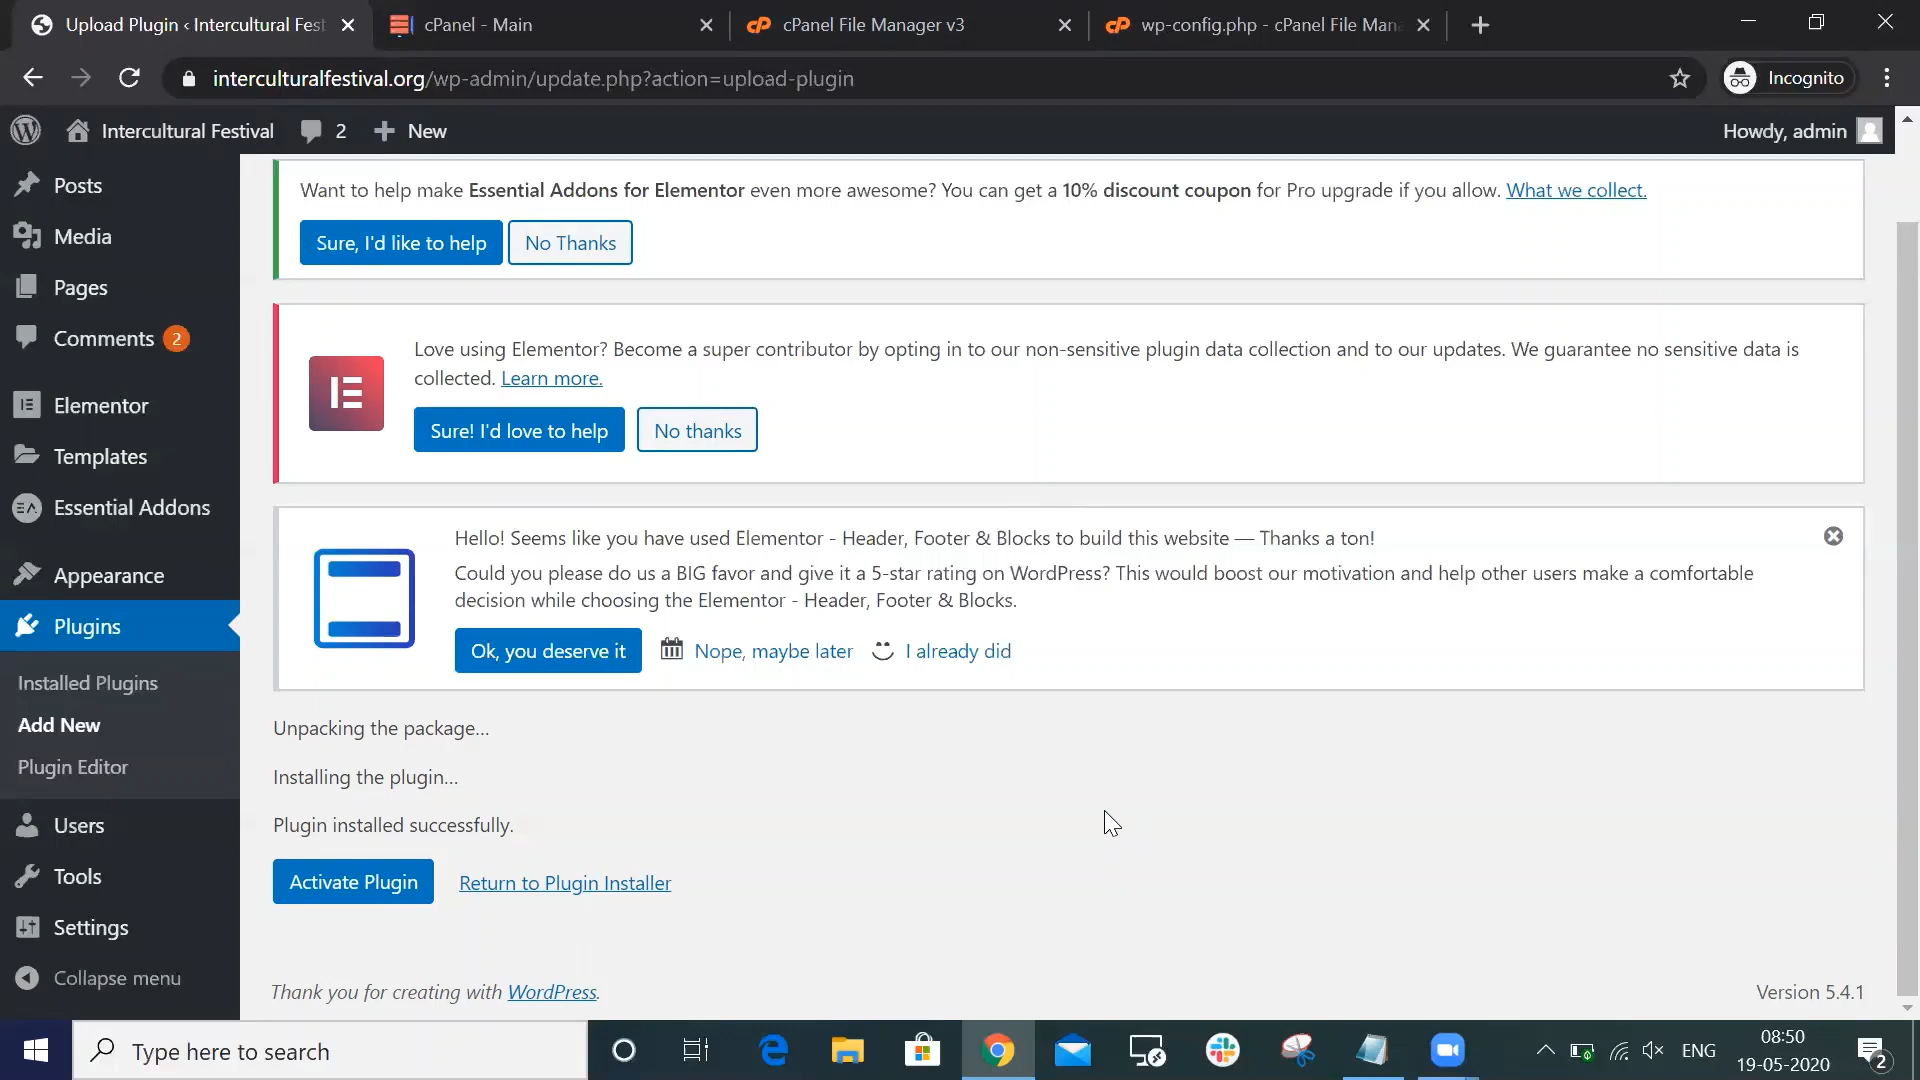 Upload Plugin ‹ Intercultural Fest
cPanel - Main
cPanel File Manager v3
wp-config.php - cPanel File Man
interculturalfestival.org/wp-admin/update.php?action=upload-plugin
Incognito
Intercultural Festival
2
New
Howdy, admin
Posts
Media
Pages
Comments 2
Elementor
Templates
Essential Addons
Appearance
Plugins
Installed Plugins
Add New
Plugin Editor
Users
Tools
Settings
Collapse menu
Want to help make Essential Addons for Elementor even more awesome? You can get a 10% discount coupon for Pro upgrade if you allow. What we collect.
Sure, I'd like to help
No Thanks
Love using Elementor? Become a super contributor by opting in to our non-sensitive plugin data collection and to our updates. We guarantee no sensitive data is
collected. Learn more.
Sure! I'd love to help
No thanks
Hello! Seems like you have used Elementor - Header, Footer & Blocks to build this website — Thanks a ton!
Could you please do us a BIG favor and give it a 5-star rating on WordPress? This would boost our motivation and help other users make a comfortable
decision while choosing the Elementor - Header, Footer & Blocks.
Ok, you deserve it
Nope, maybe later
I already did
Unpacking the package…
Installing the plugin…
Plugin installed successfully.
Activate Plugin
Return to Plugin Installer
Thank you for creating with WordPress.
Version 5.4.1
Type here to search
ENG
08:50
19-05-2020
2